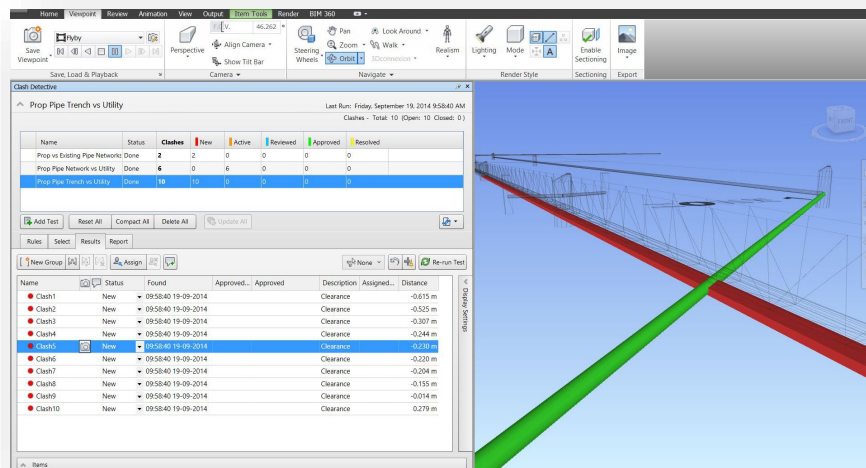 Home Viewpoint Review Animation View Output Item Tools Render BIM 360
Save Viewpoint
Flyby
Save, Load & Playback
Perspective
46.262 °
Align Camera
Show Tilt Bar
Camera
Steering Wheels
Pan
Zoom
Orbit
Look Around
Walk
3Dconnexion
Realism
Navigate
Lighting
Mode
A
Render Style
Enable Sectioning
Sectioning
Image
Export
Clash Detective
Prop Pipe Trench vs Utility
Last Run: Friday, September 19, 2014 9:58:40 AM
Clashes - Total: 10 (Open: 10 Closed: 0 )
Name Status Clashes New Active Reviewed Approved Resolved
Prop vs Existing Pipe Networks Done 2 2 0 0 0 0
Prop Pipe Network vs Utility Done 6 0 6 0 0 0
Prop Pipe Trench vs Utility Done 10 10 0 0 0 0
Add Test Reset All Compact All Delete All Update All
Rules Select Results Report
New Group Assign None Re-run Test
Name Status Found Approved... Approved Description Assigned... Distance
Clash1 New 09:58:40 19-09-2014 Clearance -0.615 m
Clash2 New 09:58:40 19-09-2014 Clearance -0.525 m
Clash3 New 09:58:40 19-09-2014 Clearance -0.307 m
Clash4 New 09:58:40 19-09-2014 Clearance -0.244 m
Clash5 New 09:58:40 19-09-2014 Clearance -0.230 m
Clash6 New 09:58:40 19-09-2014 Clearance -0.220 m
Clash7 New 09:58:40 19-09-2014 Clearance -0.204 m
Clash8 New 09:58:40 19-09-2014 Clearance -0.155 m
Clash9 New 09:58:40 19-09-2014 Clearance -0.014 m
Clash10 New 09:58:40 19-09-2014 Clearance 0.279 m
Display Settings
Items